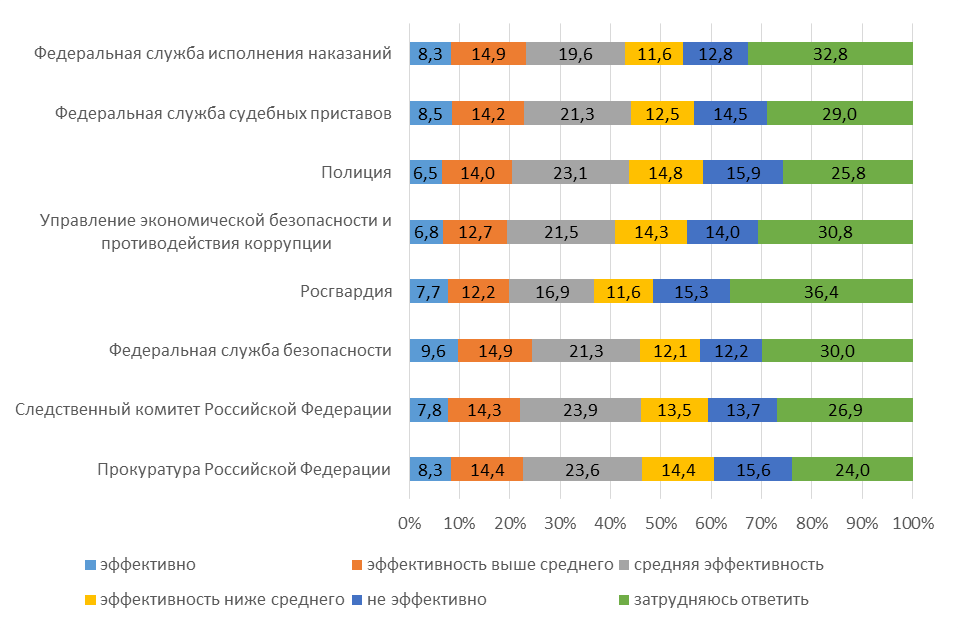 Федеральная служба исполнения наказаний
8,3 14,9 19,6 11,6 12,8 32,8
Федеральная служба судебных приставов
8,5 14,2 21,3 12,5 14,5 29,0
Полиция
6,5 14,0 23,1 14,8 15,9 25,8
Управление экономической безопасности и
противодействия коррупции
6,8 12,7 21,5 14,3 14,0 30,8
Росгвардия
7,7 12,2 16,9 11,6 15,3 36,4
Федеральная служба безопасности
9,6 14,9 21,3 12,1 12,2 30,0
Следственный комитет Российской Федерации
7,8 14,3 23,9 13,5 13,7 26,9
Прокуратура Российской Федерации
8,3 14,4 23,6 14,4 15,6 24,0
0% 10% 20% 30% 40% 50% 60% 70% 80% 90% 100%
эффективно эффективность выше среднего средняя эффективность
эффективность ниже среднего не эффективно затрудняюсь ответить